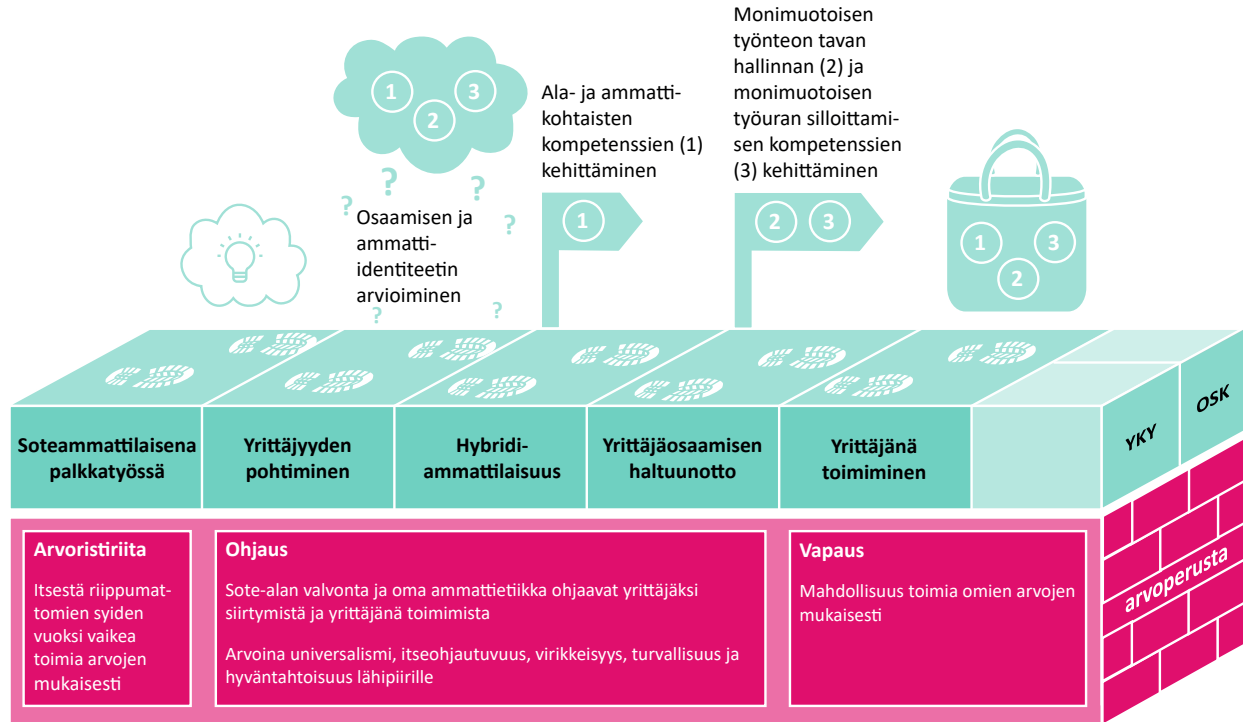 1
3
2
?
?
?
?
?
?
Osaamisen ja
ammatti-
identiteetin
arvioiminen
Ala- ja ammatti-
kohtaisten
kompetenssien (1)
kehittäminen
1
Monimuotoisen
työnteon tavan
hallinnan (2) ja
monimuotoisen
työuran silloittami-
sen kompetenssien
(3) kehittäminen
2 3
1
3
2
Soteammattilaisena
palkkatyössä
Yrittäjyyden
pohtiminen
Hybridi-
ammattilaisuus
Yrittäjäosaamisen
haltuunotto
Yrittäjänä
toimiminen
YKY
OSK
Arvoristiriita
Itsestä riippumat-
tomien syiden
vuoksi vaikea
toimia arvojen
mukaisesti
Ohjaus
Sote-alan valvonta ja oma ammattietiikka ohjaavat yrittäjäksi
siirtymistä ja yrittäjänä toimimista
Arvoina universalismi, itseohjautuvuus, virikkeisyys, turvallisuus ja
hyväntahtoisuus lähipiirille
Vapaus
Mahdollisuus toimia omien arvojen
mukaisesti
arvoperusta